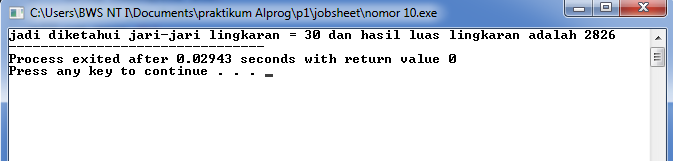 C:\Users\BWS NT I\Documents\praktikum Alprog\p1\jobsheet\nomor 10.exe
jadi diketahui jari-jari lingkaran = 30 dan hasil luas lingkaran adalah 2826
--------------------------------
Process exited after 0.02943 seconds with return value 0
Press any key to continue . . .